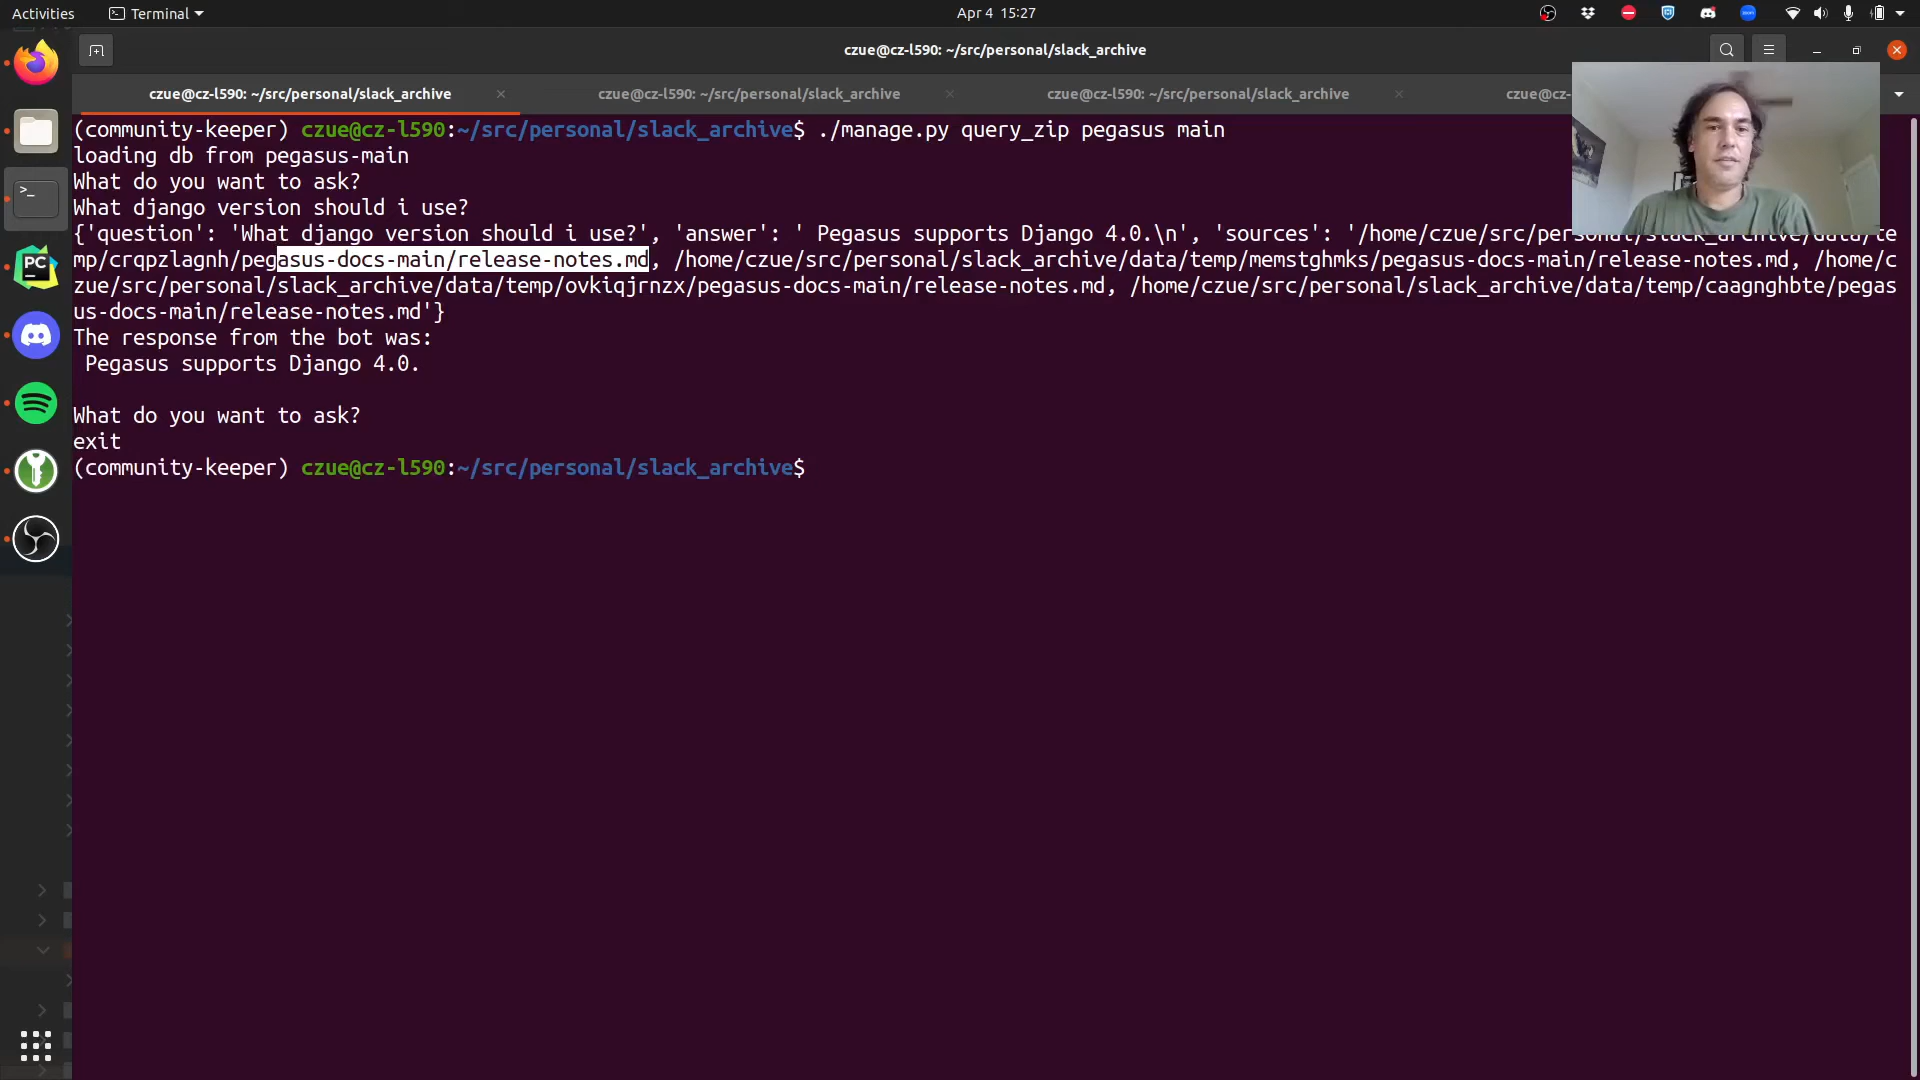 Activities
Terminal
Apr 4 15:27
czue@cz-l590: ~/src/personal/slack_archive
czue@cz-l590: ~/src/personal/slack_archive
czue@cz-l590: ~/src/personal/slack_archive
czue@cz-l590: ~/src/personal/slack_archive
czue@cz-
(community-keeper) czue@cz-l590:~/src/personal/slack_archive$ ./manage.py query_zip pegasus main
loading db from pegasus-main
What do you want to ask?
What django version should i use?
{'question': 'What django version should i use?', 'answer': ' Pegasus supports Django 4.0.\n', 'sources': '/home/czue/src/personal/slack_archive/data/te
mp/crqpzlagnh/pegasus-docs-main/release-notes.md, /home/czue/src/personal/slack_archive/data/temp/memstghmks/pegasus-docs-main/release-notes.md, /home/c
zue/src/personal/slack_archive/data/temp/ovkiqjrnzx/pegasus-docs-main/release-notes.md, /home/czue/src/personal/slack_archive/data/temp/caagnghbte/pegas
us-docs-main/release-notes.md'}
The response from the bot was:
Pegasus supports Django 4.0.
What do you want to ask?
exit
(community-keeper) czue@cz-l590:~/src/personal/slack_archive$
PC